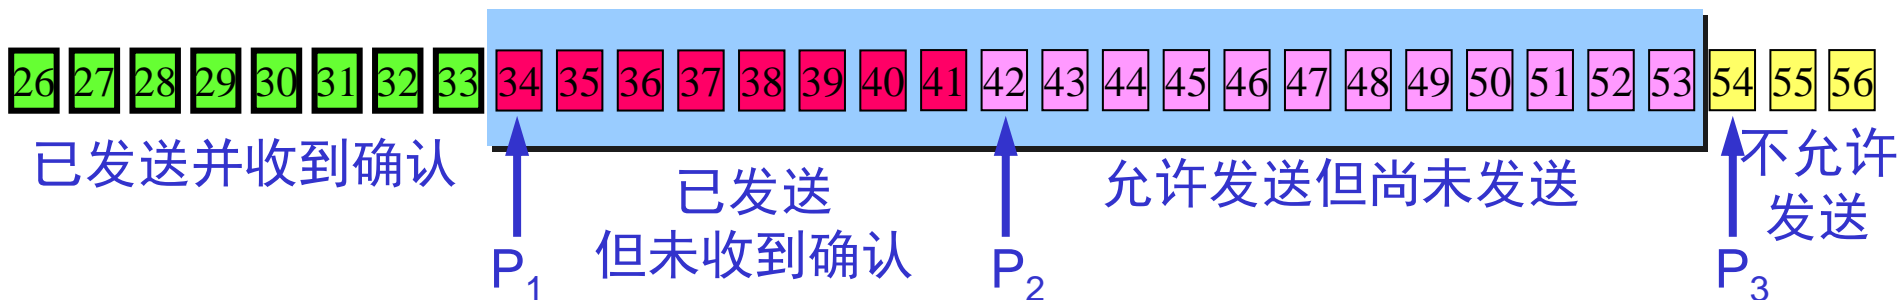 26 27 28 29 30 31 32 33 34 35 36 37 38 39 40 41 42 43 44 45 46 47 48 49 50 51 52 53 54 55 56
已发送并收到确认
已发送
但未收到确认
允许发送但尚未发送
不允许
发送
P1 P2 P3